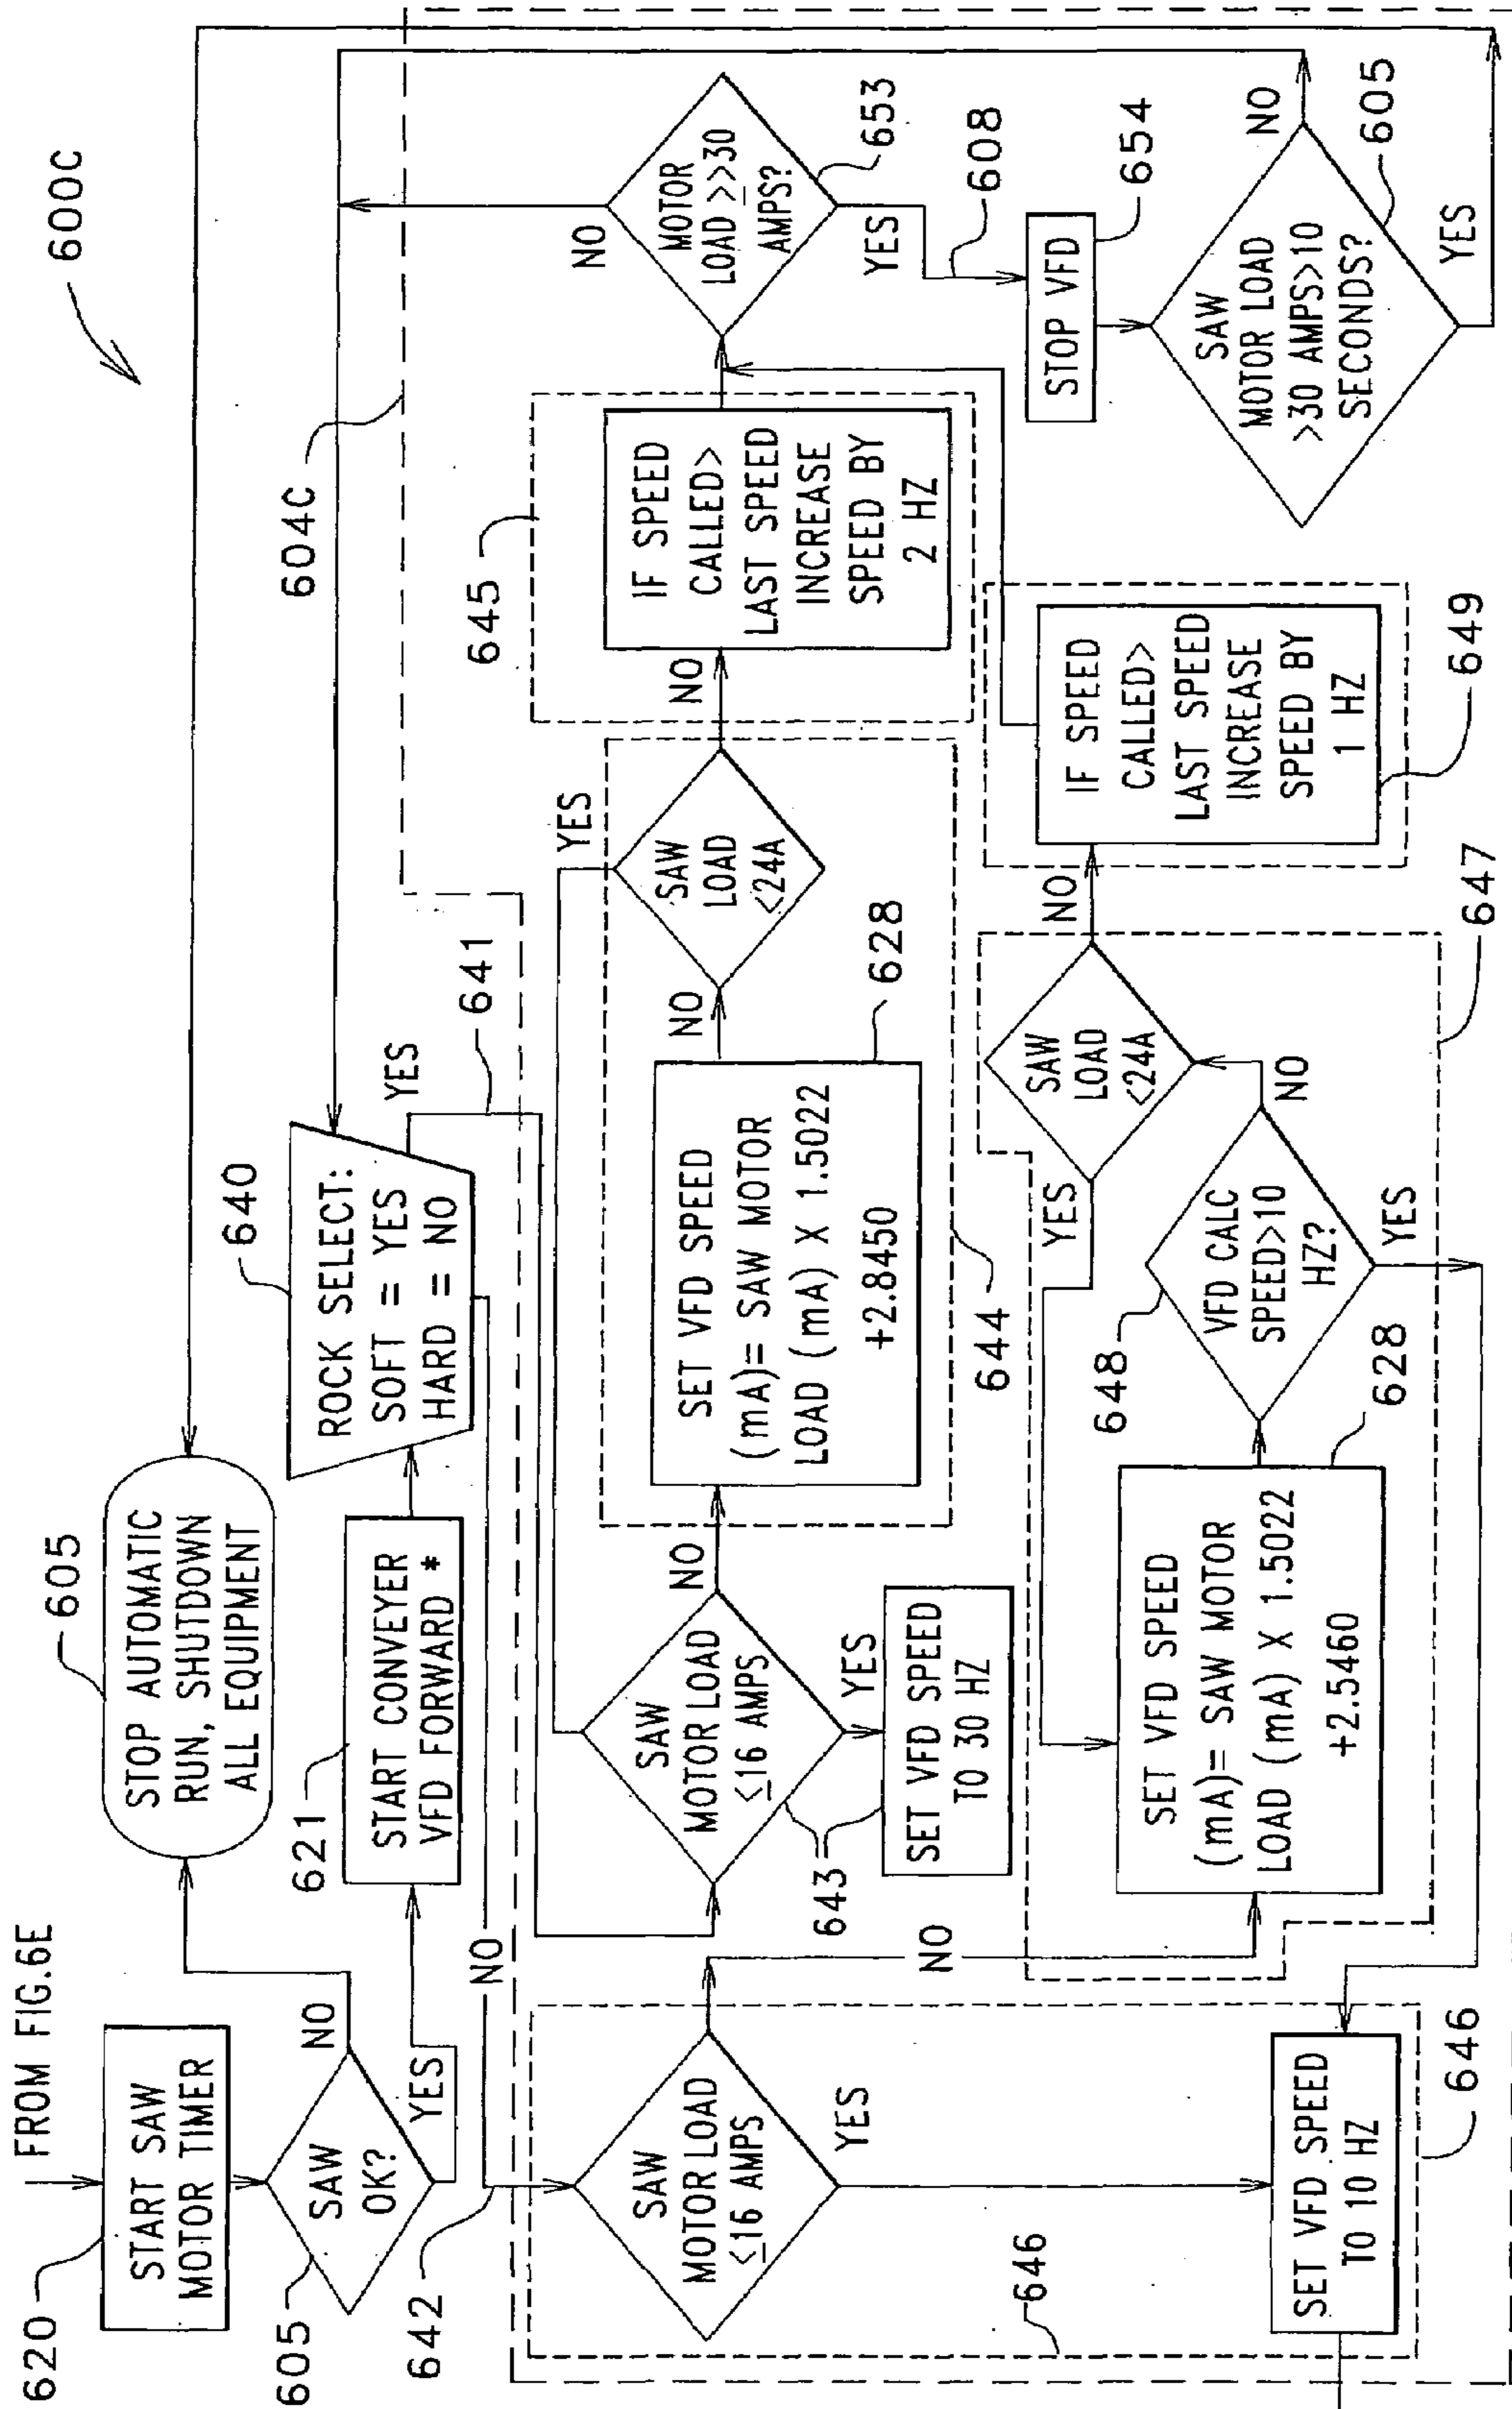 600C
FROM FIG.6E
620
START SAW
MOTOR TIMER
605
SAW
OK?
NO
YES
605
STOP AUTOMATIC
RUN, SHUTDOWN
ALL EQUIPMENT
621
START CONVEYER
VFD FORWARD *
640
ROCK SELECT:
SOFT = YES
HARD = NO
YES
641
NO
642
604C
SAW
MOTOR LOAD
≤16 AMPS
NO
YES
643
SET VFD SPEED
TO 30 HZ
SET VFD SPEED
(mA)= SAW MOTOR
LOAD (mA) X 1.5022
+2.8450
628
NO
644
SAW
LOAD
<24A
YES
NO
645
IF SPEED
CALLED>
LAST SPEED
INCREASE
SPEED BY
2 HZ
MOTOR
LOAD >≥30
AMPS?
653
NO
YES
608
STOP VFD
654
SAW
MOTOR LOAD
>30 AMPS>10
SECONDS?
605
NO
YES
SAW
MOTOR LOAD
≤16 AMPS
NO
YES
646
SET VFD SPEED
TO 10 HZ
646
SET VFD SPEED
(mA)= SAW MOTOR
LOAD (mA) X 1.5022
+2.5460
628
648
VFD CALC
SPEED>10
HZ?
YES
NO
SAW
LOAD
<24A
YES
NO
647
IF SPEED
CALLED>
LAST SPEED
INCREASE
SPEED BY
1 HZ
649